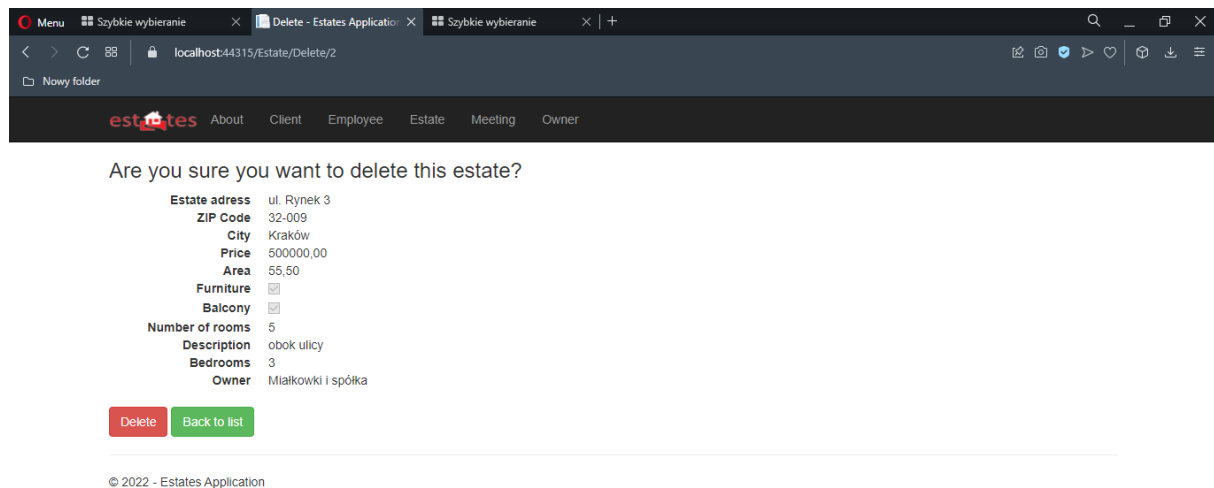 Menu Szybkie wybieranie Delete - Estates Application Szybkie wybieranie
localhost:44315/Estate/Delete/2
Nowy folder
estates About Client Employee Estate Meeting Owner
Are you sure you want to delete this estate?
Estate adress ul. Rynek 3
ZIP Code 32-009
City Kraków
Price 500000,00
Area 55,50
Furniture
Balcony
Number of rooms 5
Description obok ulicy
Bedrooms 3
Owner Miałkowki i spółka
Delete Back to list
© 2022 - Estates Application